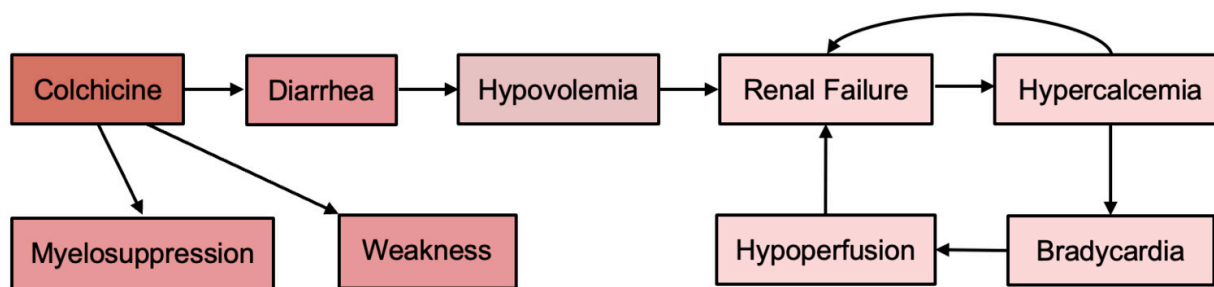 Colchicine
Diarrhea
Hypovolemia
Renal Failure
Hypercalcemia
Myelosuppression
Weakness
Hypoperfusion
Bradycardia